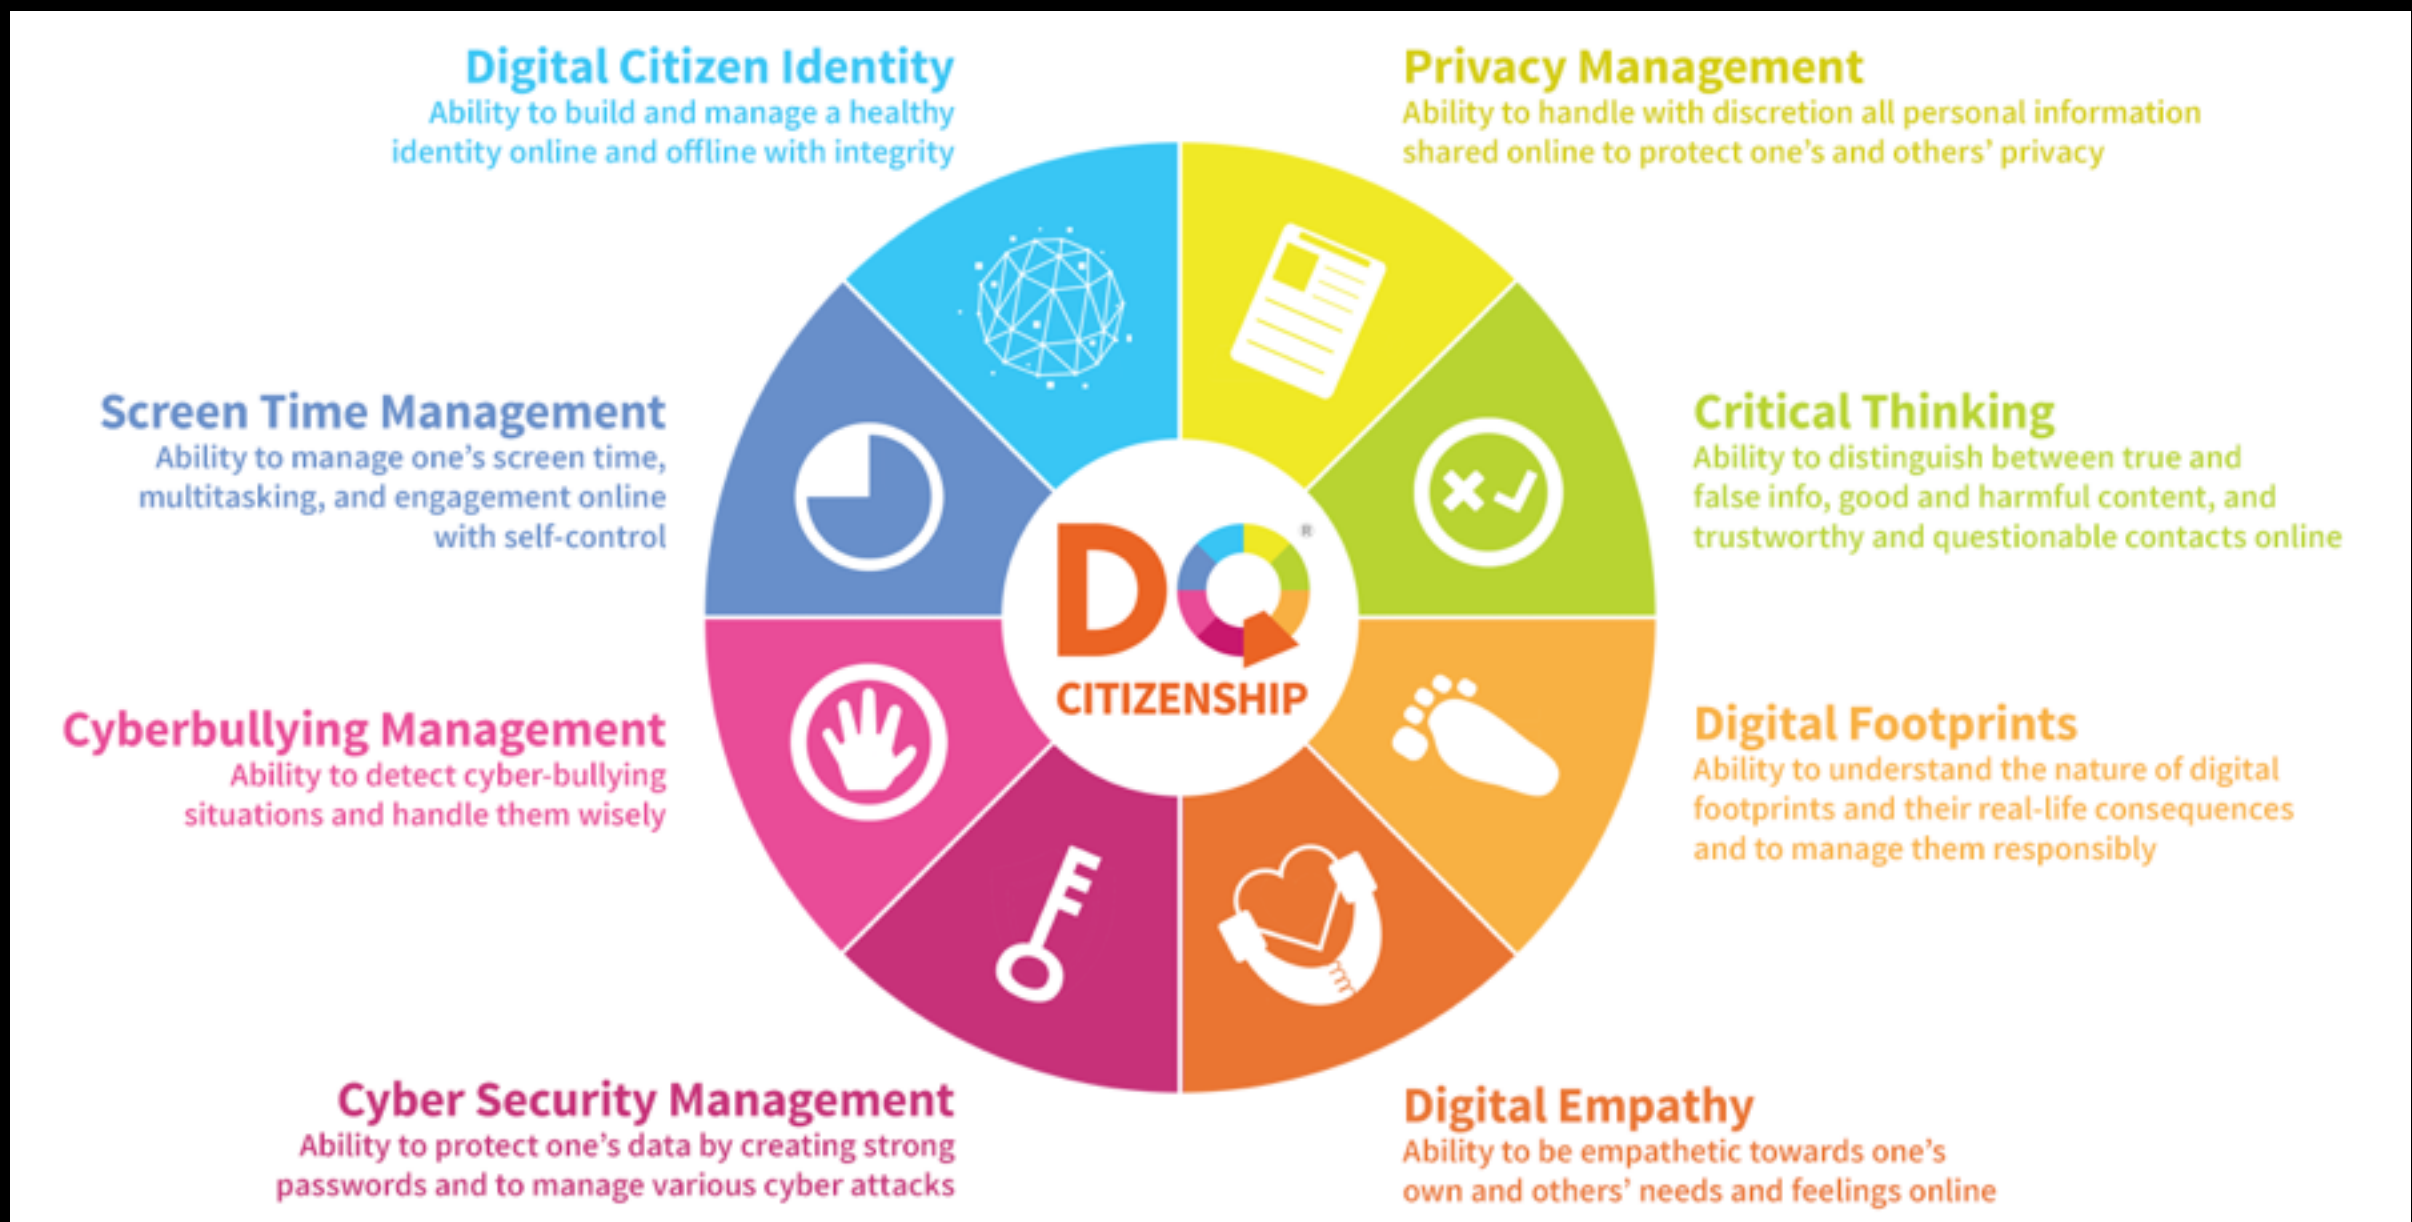 Digital Citizen Identity
Ability to build and manage a healthy
identity online and offline with integrity
Privacy Management
Ability to handle with discretion all personal information
shared online to protect one's and others' privacy
Screen Time Management
Ability to manage one's screen time,
multitasking, and engagement online
with self-control
Critical Thinking
Ability to distinguish between true and
false info, good and harmful content, and
trustworthy and questionable contacts online
DQ®
CITIZENSHIP
Cyberbullying Management
Ability to detect cyber-bullying
situations and handle them wisely
Digital Footprints
Ability to understand the nature of digital
footprints and their real-life consequences
and to manage them responsibly
Cyber Security Management
Ability to protect one's data by creating strong
passwords and to manage various cyber attacks
Digital Empathy
Ability to be empathetic towards one's
own and others' needs and feelings online